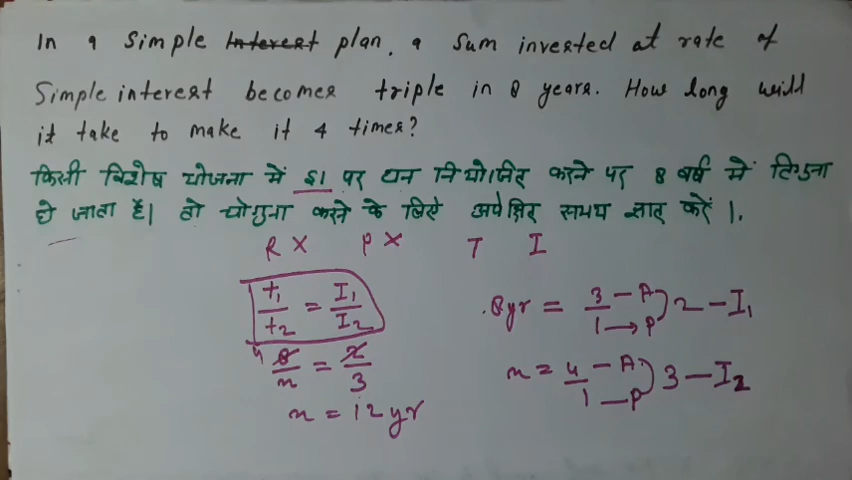 In a simple Interest plan, a sum invested at rate of
Simple interest becomes triple in 8 years. How long will
it take to make it 4 times?
किसी विशेष योजना में SI पर धन नियोजित करने पर 8 वर्ष में तिगुना
हो जाता है। तो चोगुना करने के लिऐ अपेक्षित समय ज्ञात करें।.
R X P X T I
t₁/t₂ = I₁/I₂
8yr = 3 - A / 1 → P ) 2 - I₁
4 8/n = 2/3
n = 4 - A / 1 - P ) 3 - I₂
n = 12yr